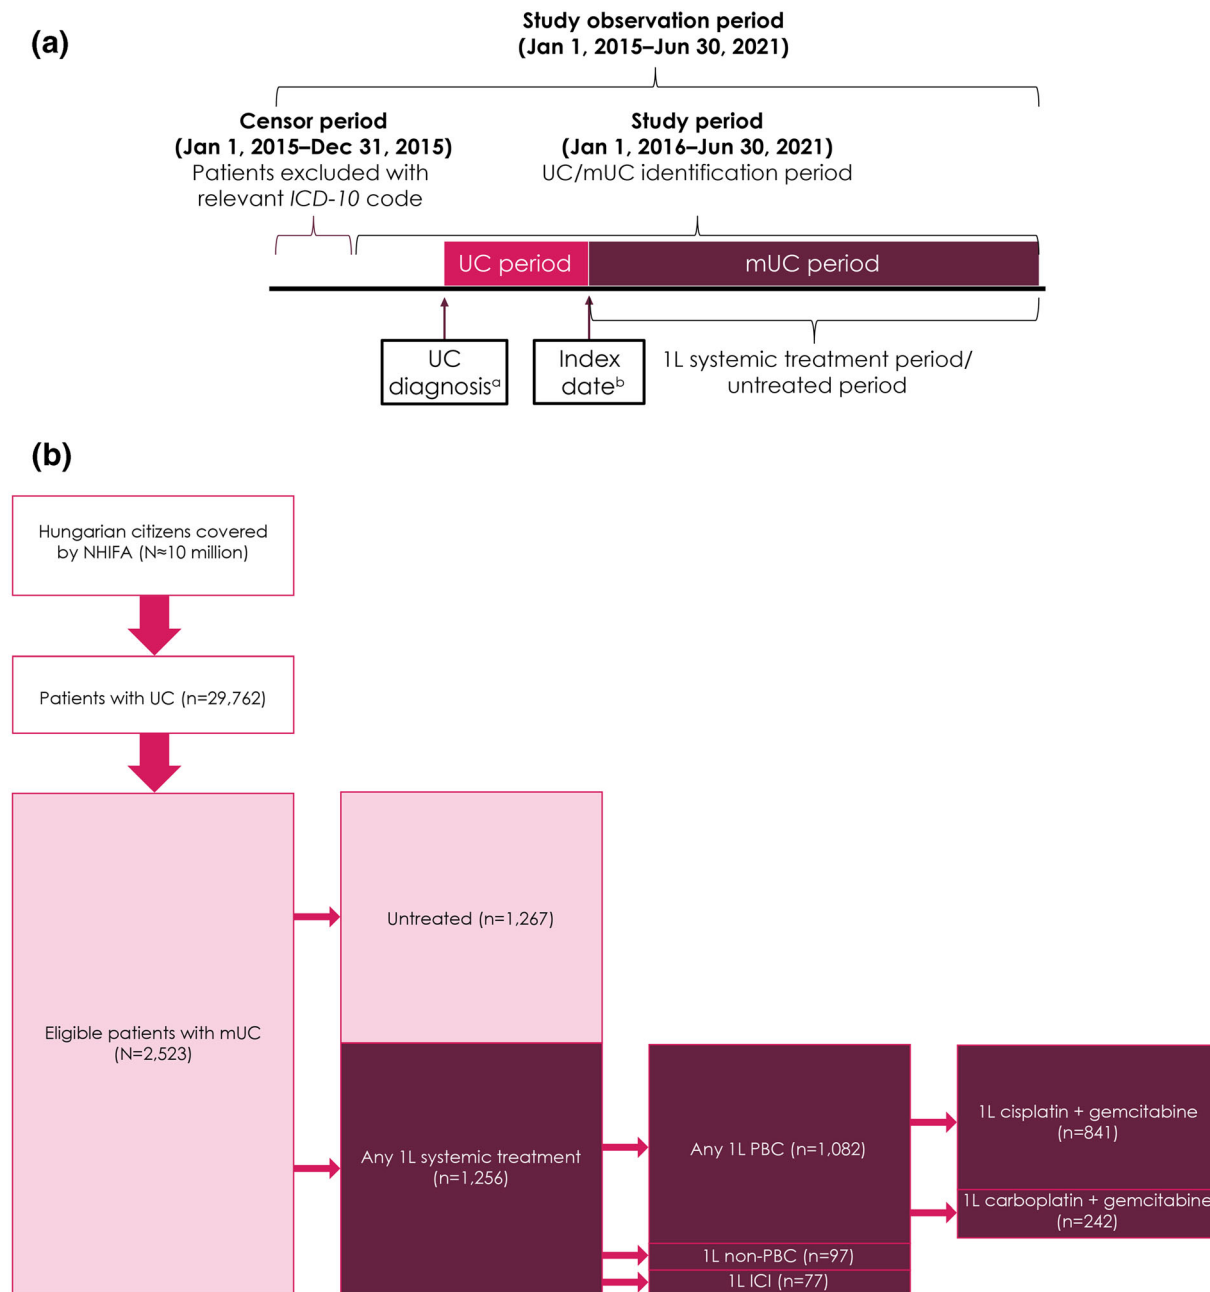 (a)
Study observation period
(Jan 1, 2015–Jun 30, 2021)
Censor period
(Jan 1, 2015–Dec 31, 2015)
Patients excluded with
relevant ICD-10 code
Study period
(Jan 1, 2016–Jun 30, 2021)
UC/mUC identification period
UC period
mUC period
UC
diagnosisᵃ
Index
dateᵇ
1L systemic treatment period/
untreated period
(b)
Hungarian citizens covered
by NHIFA (N≈10 million)
Patients with UC (n=29,762)
Eligible patients with mUC
(N=2,523)
Untreated (n=1,267)
Any 1L systemic treatment
(n=1,256)
Any 1L PBC (n=1,082)
1L non-PBC (n=97)
1L ICI (n=77)
1L cisplatin + gemcitabine
(n=841)
1L carboplatin + gemcitabine
(n=242)